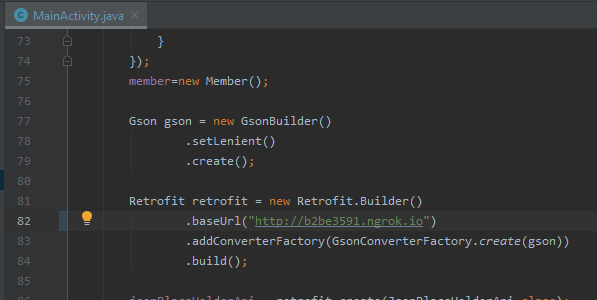 MainActivity.java
73 }
74 });
75 member=new Member();
76
77 Gson gson = new GsonBuilder()
78 .setLenient()
79 .create();
80
81 Retrofit retrofit = new Retrofit.Builder()
82 .baseUrl("http://b2be3591.ngrok.io")
83 .addConverterFactory(GsonConverterFactory.create(gson))
84 .build();
85